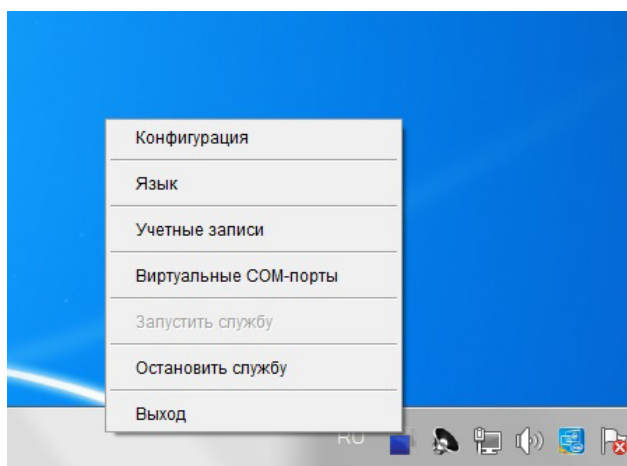 Конфигурация
Язык
Учетные записи
Виртуальные COM-порты
Запустить службу
Остановить службу
Выход
RU